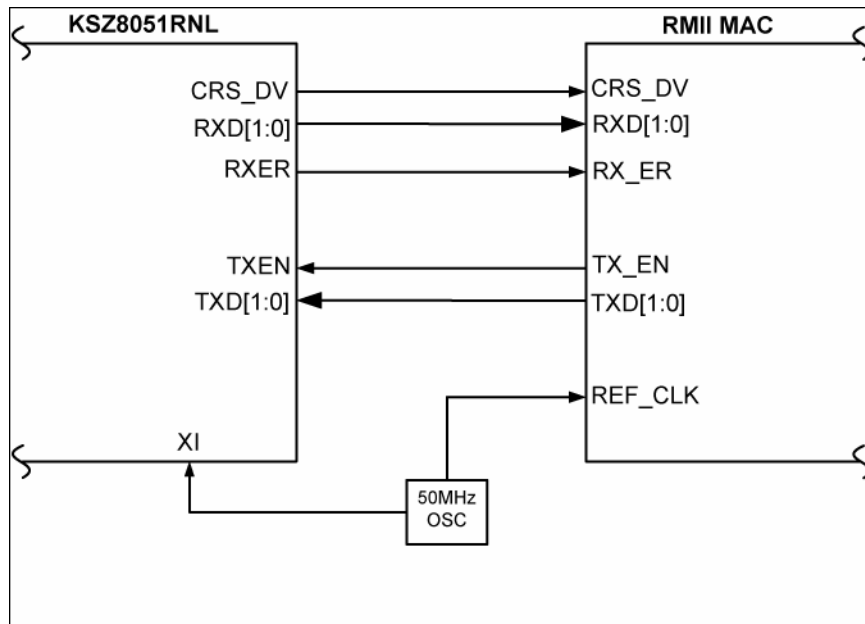 KSZ8051RNL
RMII MAC
CRS_DV
CRS_DV
RXD[1:0]
RXD[1:0]
RXER
RX_ER
TXEN
TX_EN
TXD[1:0]
TXD[1:0]
REF_CLK
XI
50MHz
OSC